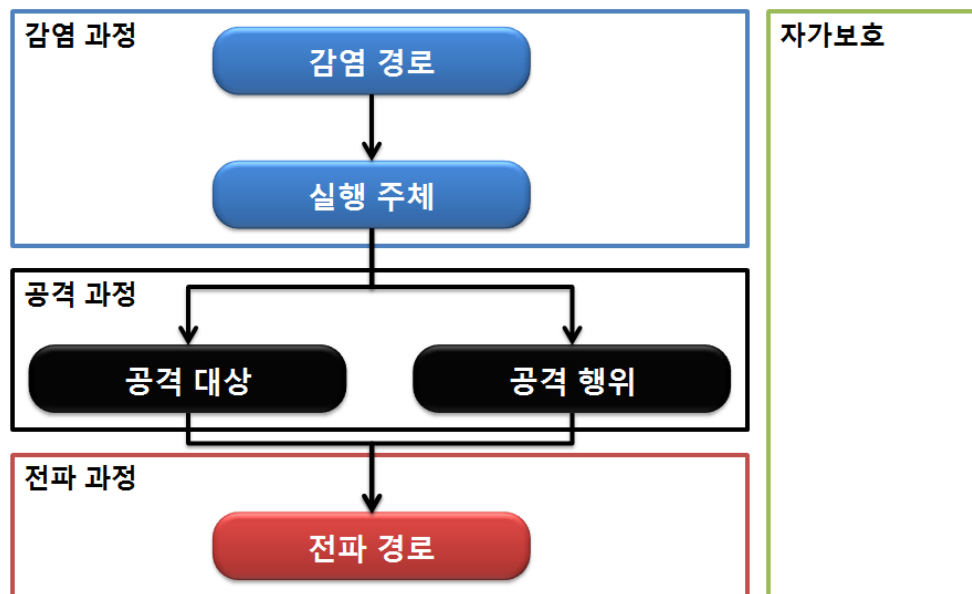 감염 과정
감염 경로
실행 주체
공격 과정
공격 대상
공격 행위
전파 과정
전파 경로
자가보호